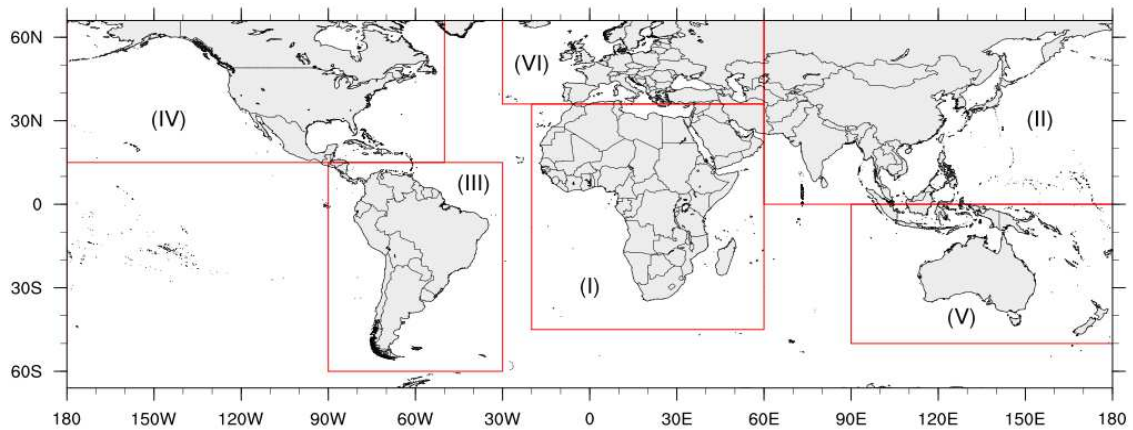 60N
(VI)
30N
(IV)
(II)
(III)
0
30S
(I)
(V)
60S
180
150W
120W
90W
60W
30W
0
30E
60E
90E
120E
150E
180